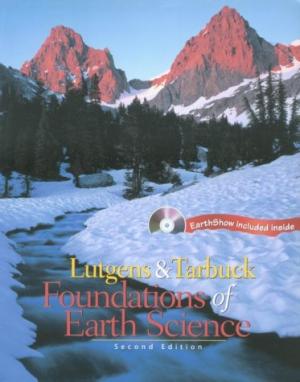 EarthShow included inside
Lutgens & Tarbuck
Foundations of
Earth Science
Second Edition